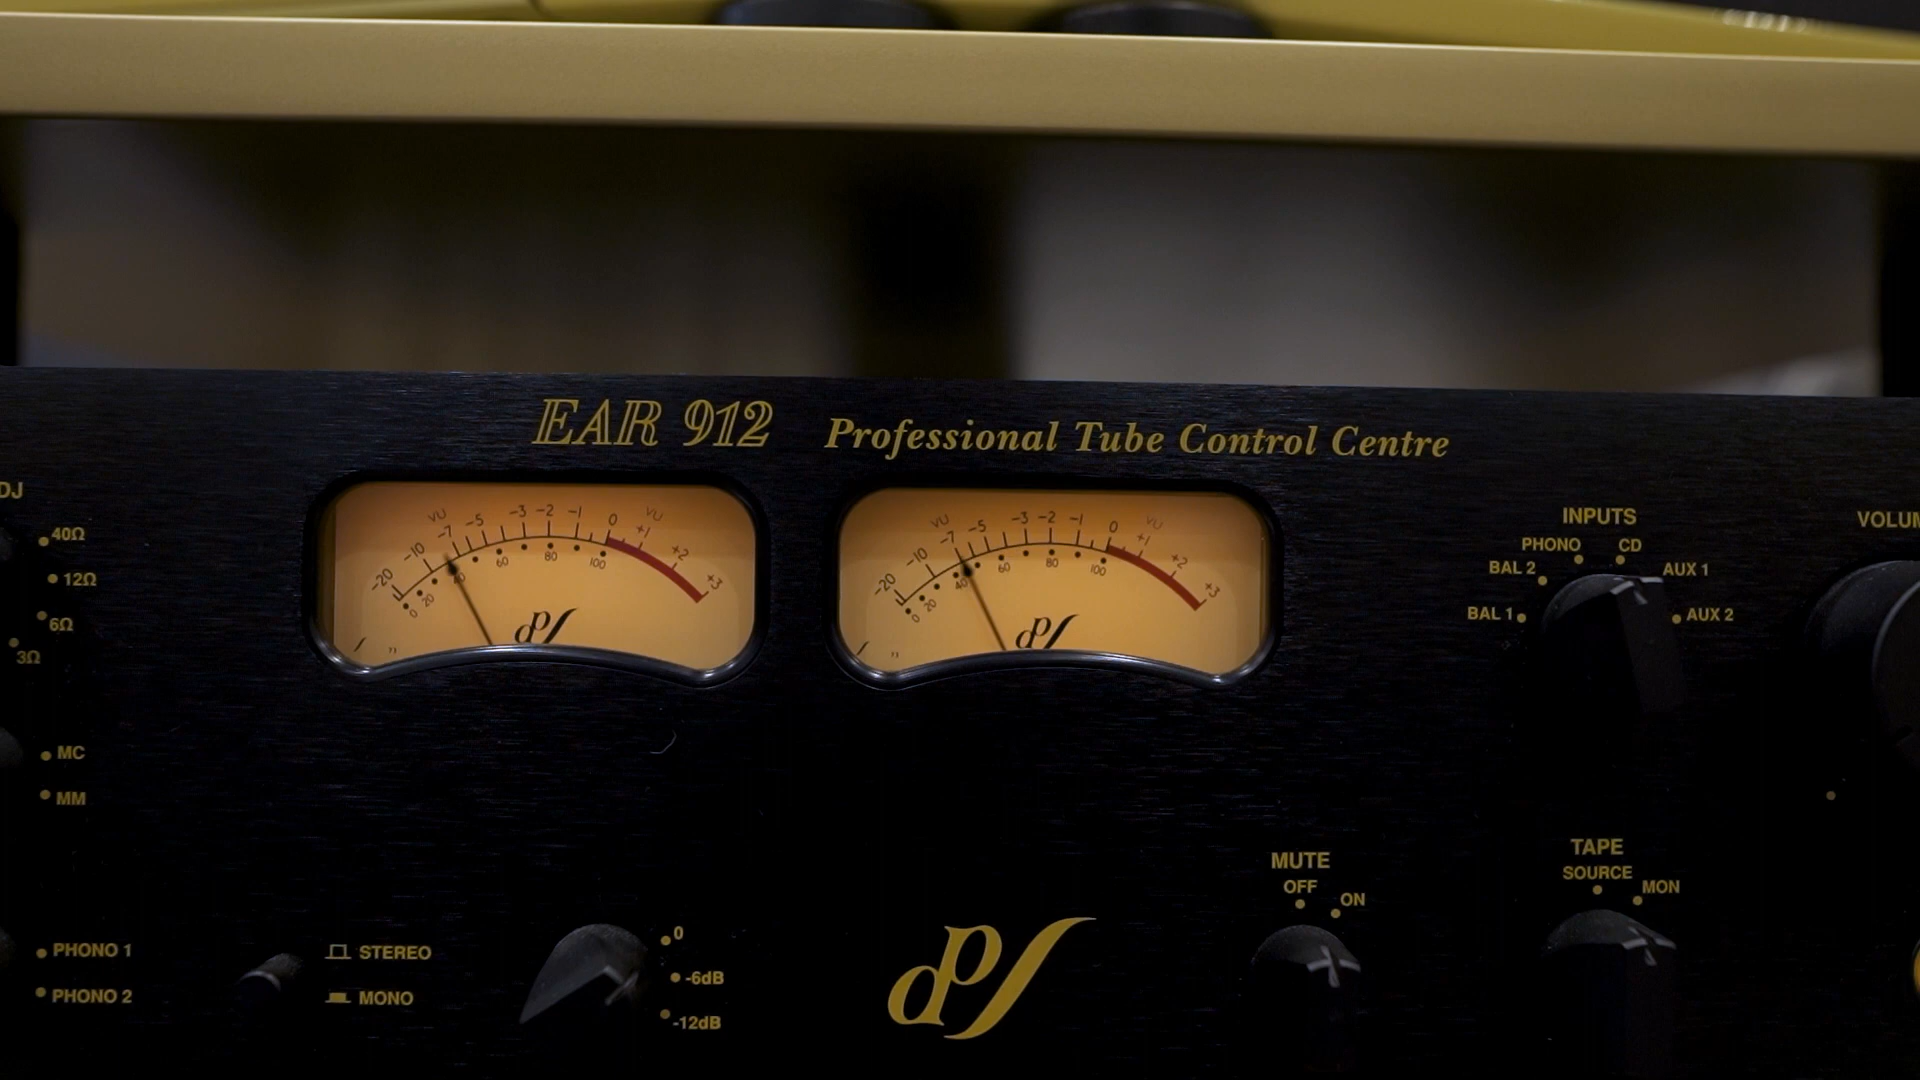 EAR 912 Professional Tube Control Centre
DJ
40Ω
12Ω
6Ω
3Ω
MC
MM
PHONO 1
PHONO 2
STEREO
MONO
VU VU
-20 -10 -7 -5 -3 -2 -1 0 +1 +2 +3
0 20 40 60 80 100
VU VU
-20 -10 -7 -5 -3 -2 -1 0 +1 +2 +3
0 20 40 60 80 100
0
-6dB
-12dB
INPUTS
PHONO CD
BAL 2 AUX 1
BAL 1 AUX 2
VOLUM
MUTE
OFF
ON
TAPE
SOURCE
MON